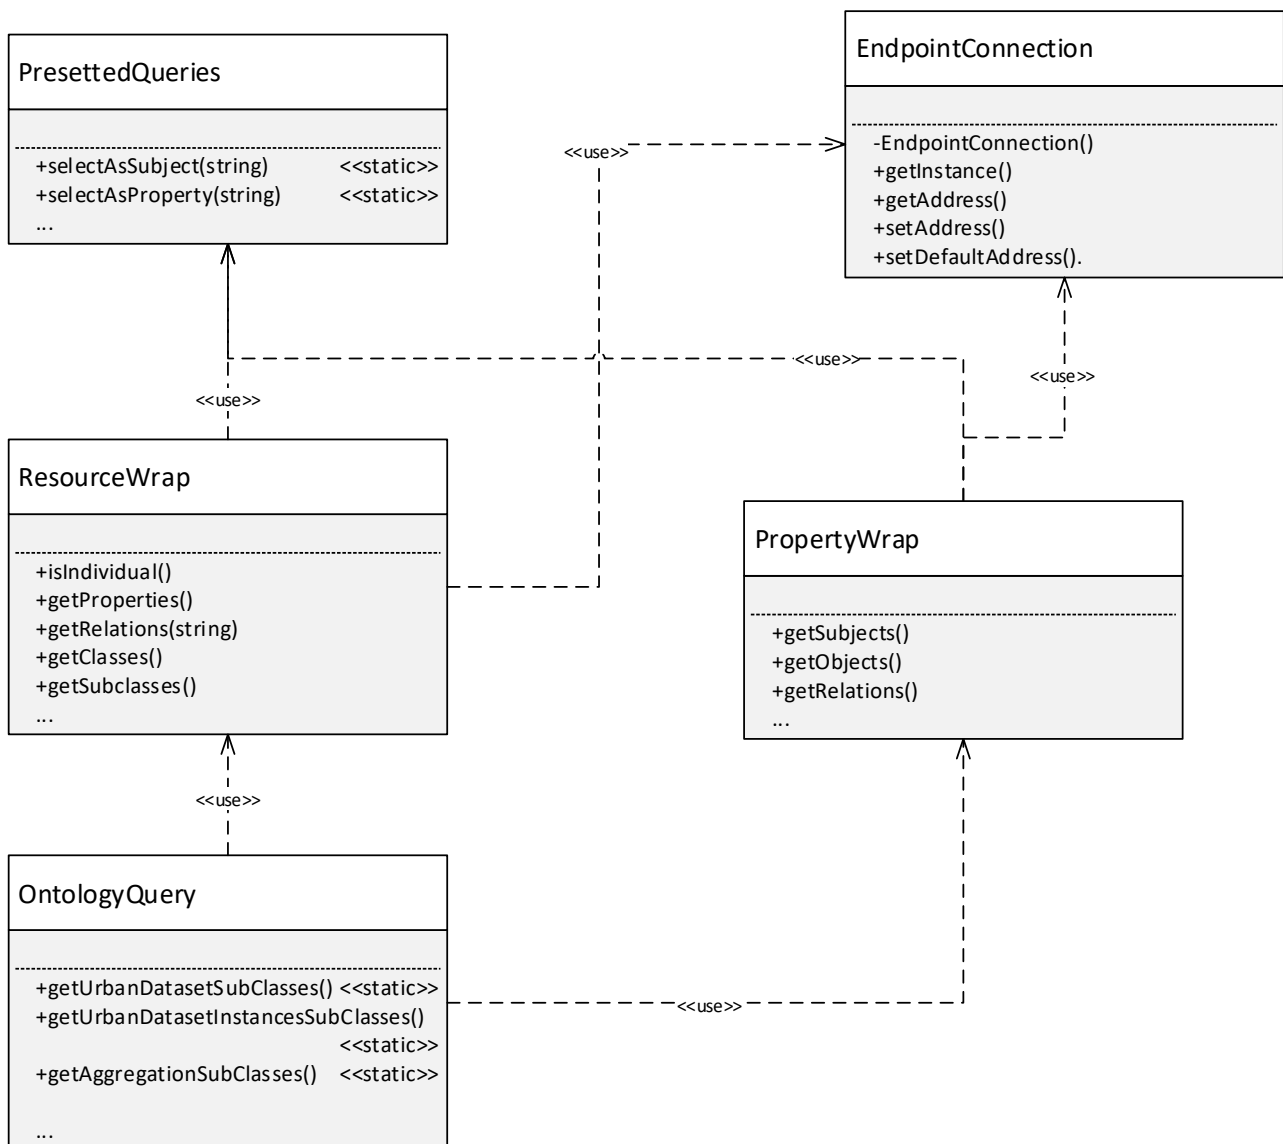 PresettedQueries
+selectAsSubject(string) <<static>>
+selectAsProperty(string) <<static>>
...
EndpointConnection
-EndpointConnection()
+getInstance()
+getAddress()
+setAddress()
+setDefaultAddress().
<<use>>
<<use>>
<<use>>
<<use>>
ResourceWrap
+isIndividual()
+getProperties()
+getRelations(string)
+getClasses()
+getSubclasses()
...
PropertyWrap
+getSubjects()
+getObjects()
+getRelations()
...
<<use>>
OntologyQuery
+getUrbanDatasetSubClasses() <<static>>
+getUrbanDatasetInstancesSubClasses()
<<static>>
+getAggregationSubClasses() <<static>>
...
<<use>>